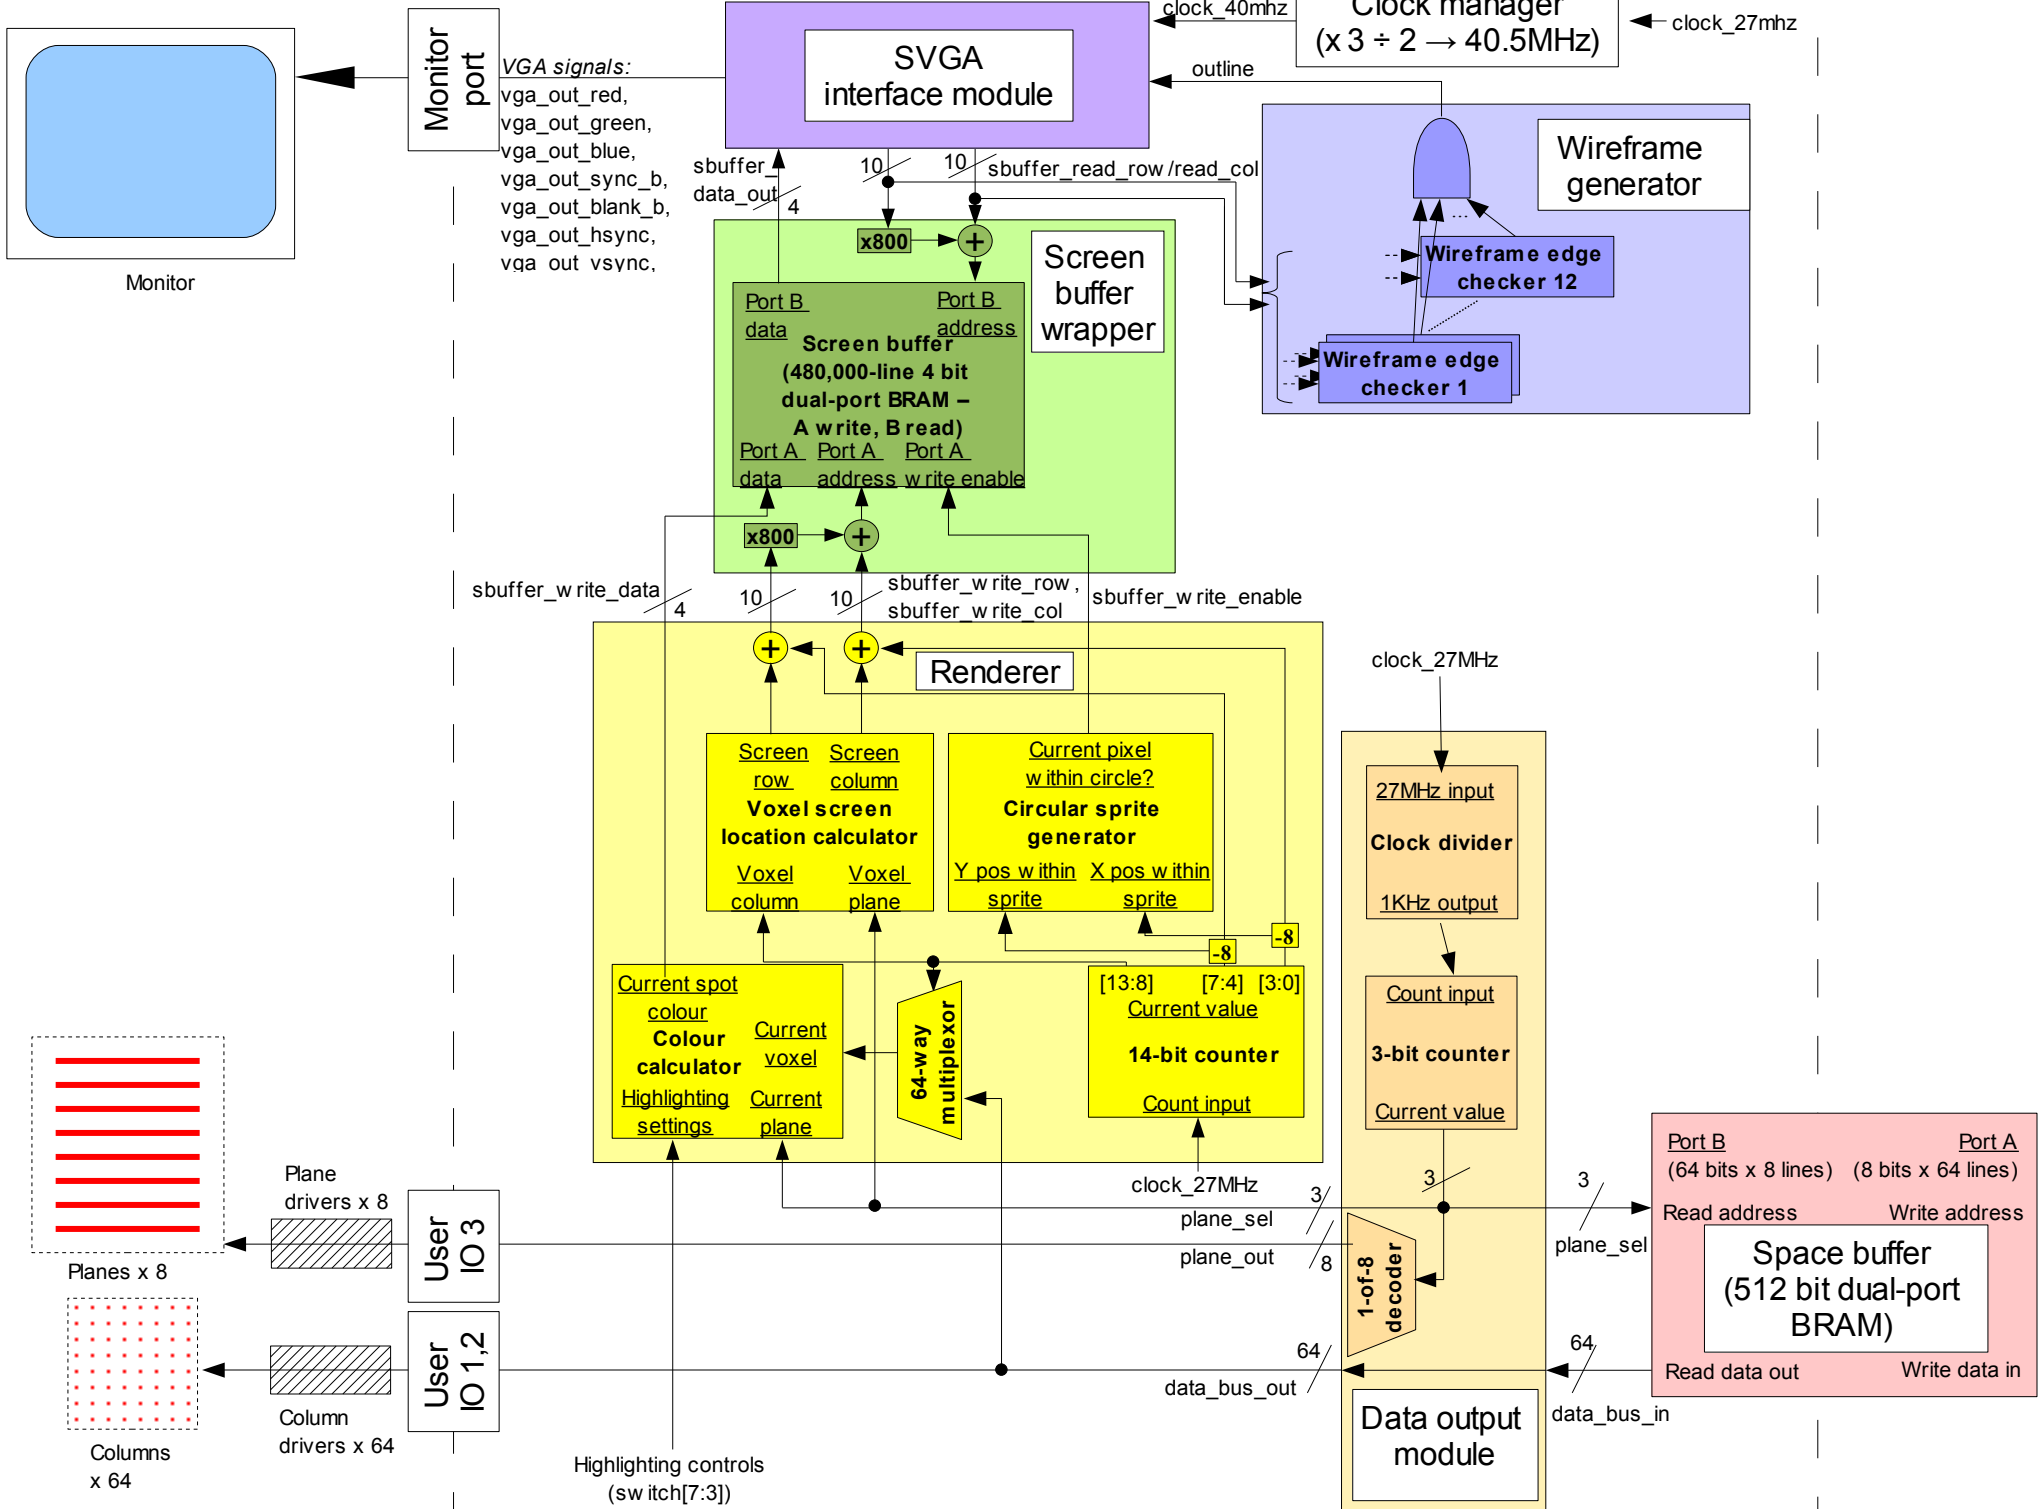 clock_40mhz
Clock manager
(x 3 ÷ 2 → 40.5MHz)
clock_27mhz
Monitor
port
VGA signals:
vga_out_red,
vga_out_green,
vga_out_blue,
vga_out_sync_b,
vga_out_blank_b,
vga_out_hsync,
vga_out_vsync,
SVGA
interface module
outline
Wireframe
generator
...
Wireframe edge
checker 12
Wireframe edge
checker 1
Monitor
sbuffer_
data_out
4
10
10
sbuffer_read_row/read_col
x800
+
Screen
buffer
wrapper
Port B
data
Port B
address
Screen buffer
(480,000-line 4 bit
dual-port BRAM –
A write, B read)
Port A
data
Port A
address
Port A
write enable
x800
+
sbuffer_write_data
4
10
10
sbuffer_write_row,
sbuffer_write_col
sbuffer_write_enable
+
+
Renderer
Screen
row
Screen
column
Voxel screen
location calculator
Voxel
column
Voxel
plane
Current pixel
within circle?
Circular sprite
generator
Y pos within
sprite
X pos within
sprite
-8
-8
[13:8]
[7:4]
[3:0]
Current value
14-bit counter
Count input
clock_27MHz
Current spot
colour
Colour
calculator
Current
voxel
Highlighting
settings
Current
plane
64-way
multiplexor
clock_27MHz
27MHz input
Clock divider
1KHz output
Count input
3-bit counter
Current value
3
3
plane_sel
8
plane_out
1-of-8
decoder
3
plane_sel
64
data_bus_out
64
data_bus_in
Data output
module
Port B
(64 bits x 8 lines)
Port A
(8 bits x 64 lines)
Read address
Write address
Space buffer
(512 bit dual-port
BRAM)
Read data out
Write data in
Plane
drivers x 8
User
IO 3
Planes x 8
User
IO 1,2
Column
drivers x 64
Columns
x 64
Highlighting controls
(switch[7:3])